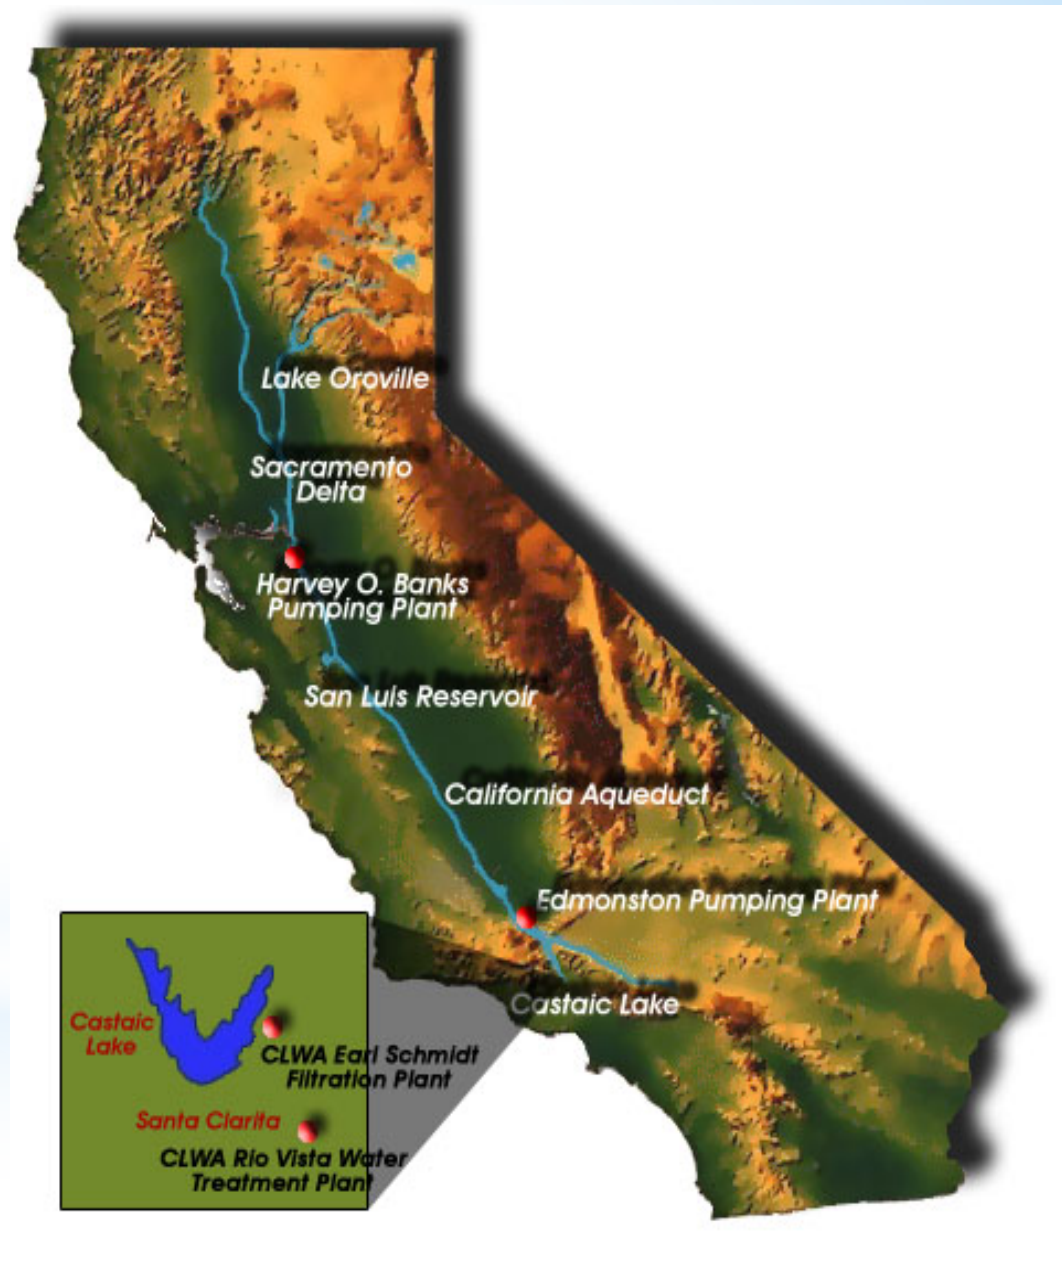 Lake Oroville
Sacramento
Delta
Harvey O. Banks
Pumping Plant
San Luis Reservoir
California Aqueduct
Edmonston Pumping Plant
Castaic Lake
Castaic
Lake
CLWA Earl Schmidt
Filtration Plant
Santa Clarita
CLWA Rio Vista Water
Treatment Plant